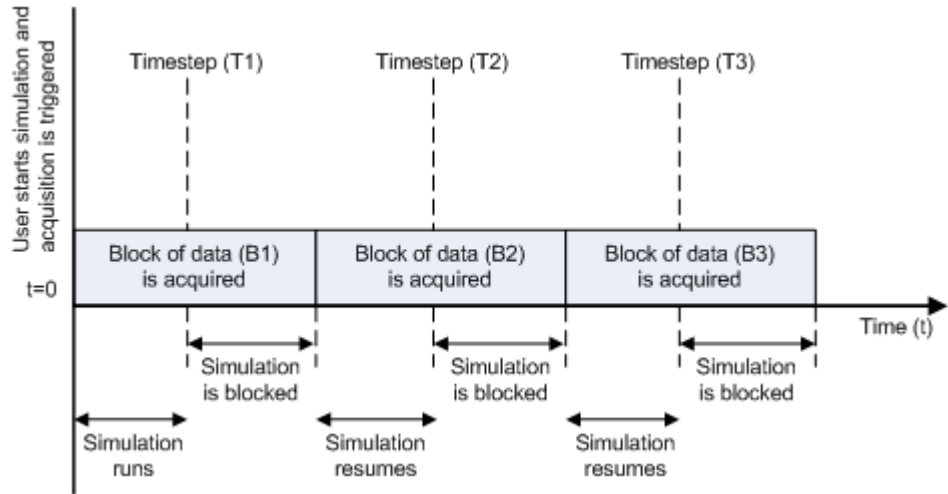 User starts simulation and
acquisition is triggered
Timestep (T1)
Timestep (T2)
Timestep (T3)
Block of data (B1)
is acquired
Block of data (B2)
is acquired
Block of data (B3)
is acquired
t=0
Time (t)
Simulation
is blocked
Simulation
is blocked
Simulation
is blocked
Simulation
runs
Simulation
resumes
Simulation
resumes